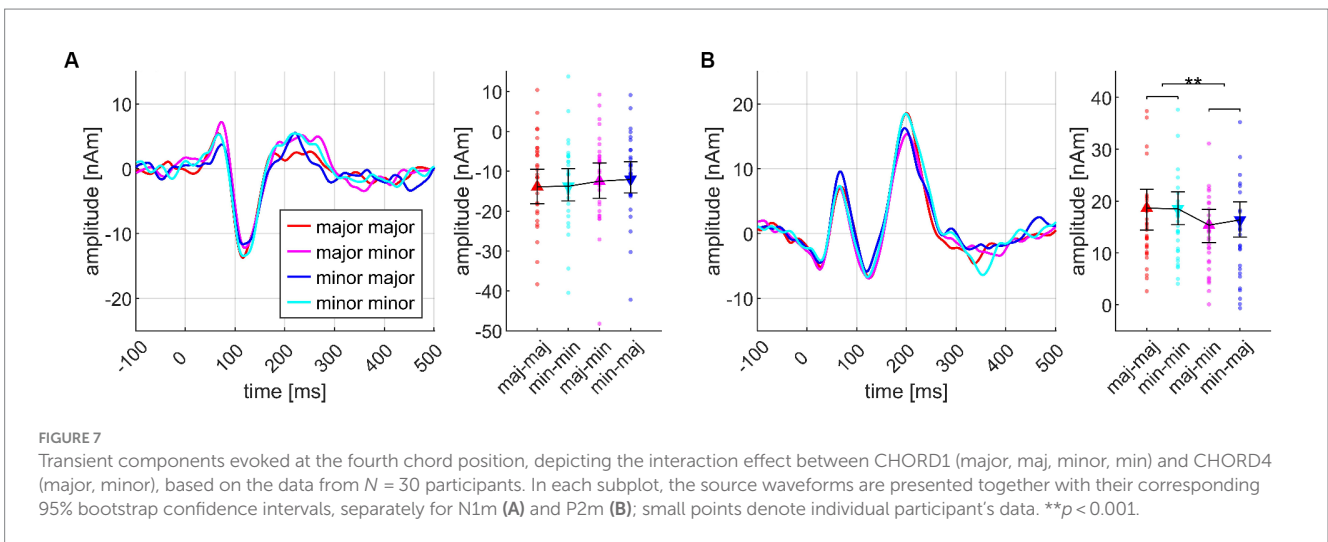 A
amplitude [nAm]
10
0
-10
-20
major major
major minor
minor major
minor minor
-100
0
100
200
300
400
500
time [ms]
amplitude [nAm]
10
0
-10
-20
-30
-40
-50
maj-maj
min-min
maj-min
min-maj
B
amplitude [nAm]
20
10
0
-10
-100
0
100
200
300
400
500
time [ms]
**
amplitude [nAm]
40
30
20
10
0
maj-maj
min-min
maj-min
min-maj
FIGURE 7
Transient components evoked at the fourth chord position, depicting the interaction effect between CHORD1 (major, maj, minor, min) and CHORD4
(major, minor), based on the data from N = 30 participants. In each subplot, the source waveforms are presented together with their corresponding
95% bootstrap confidence intervals, separately for N1m (A) and P2m (B); small points denote individual participant's data. **p < 0.001.